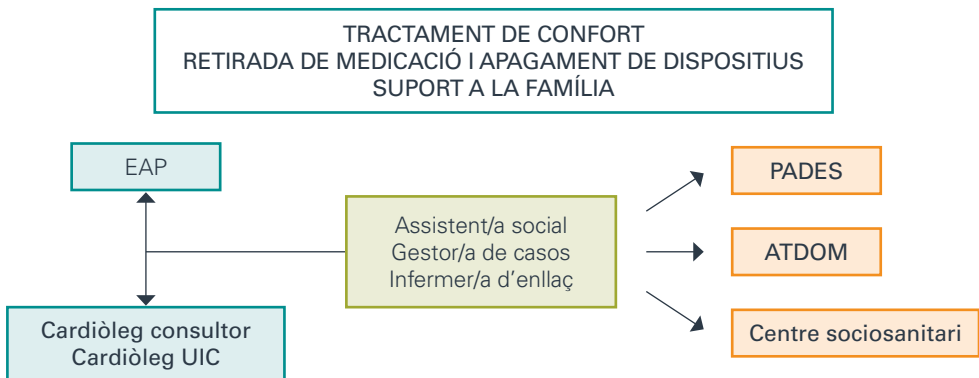 TRACTAMENT DE CONFORT
RETIRADA DE MEDICACIÓ I APAGAMENT DE DISPOSITIUS
SUPORT A LA FAMÍLIA
EAP
Assistent/a social
Gestor/a de casos
Infermer/a d’enllaç
PADES
ATDOM
Cardiòleg consultor
Cardiòleg UIC
Centre sociosanitari